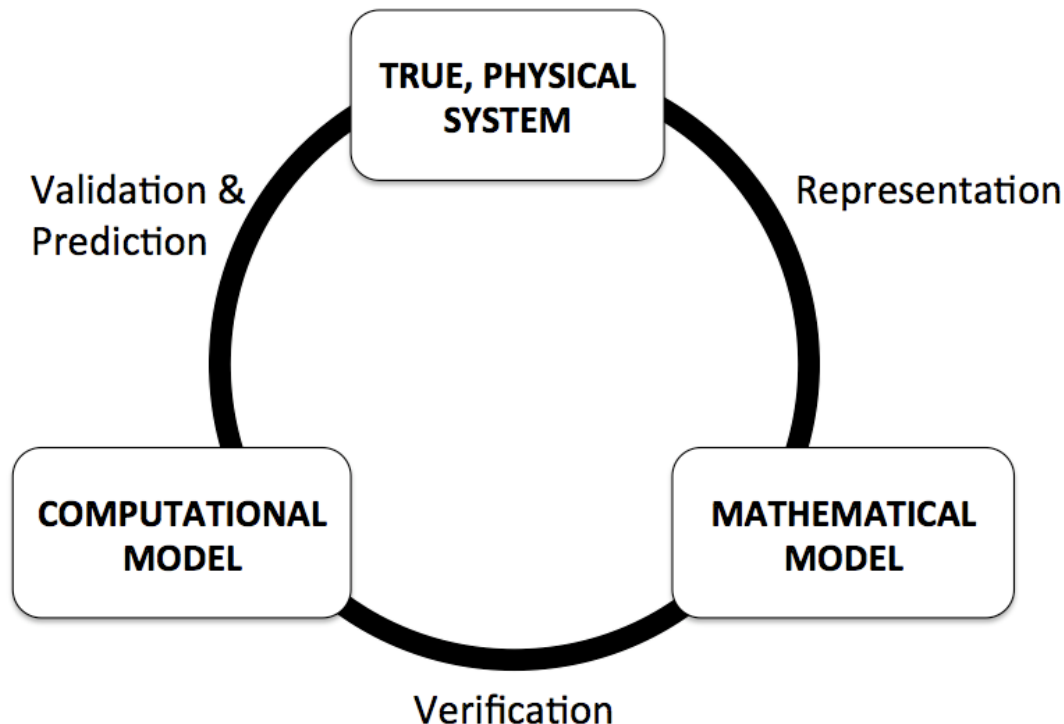 TRUE, PHYSICAL
SYSTEM
Validation &
Prediction
Representation
COMPUTATIONAL
MODEL
MATHEMATICAL
MODEL
Verification